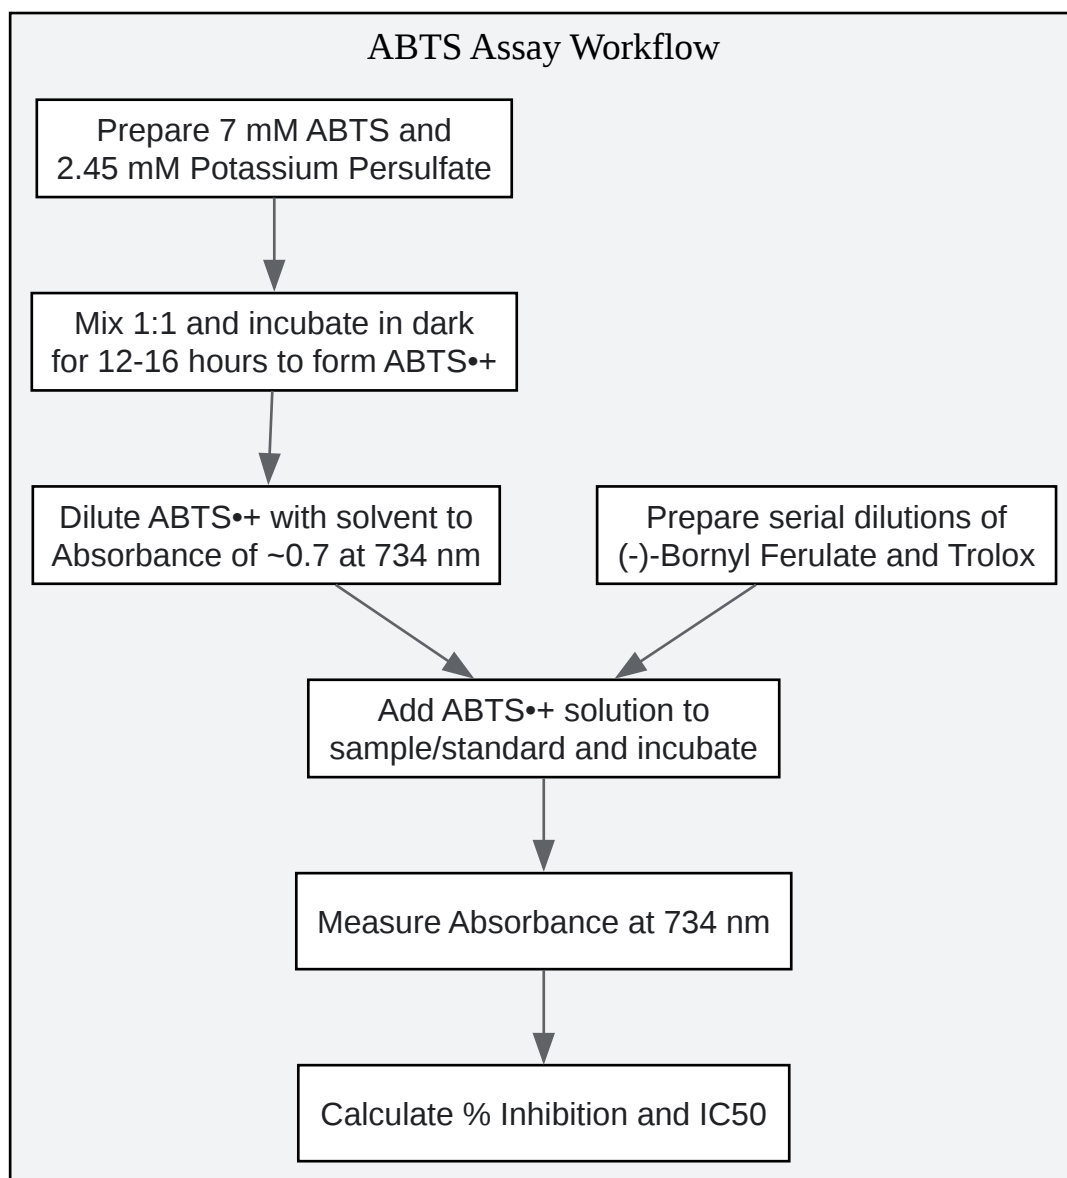 ABTS Assay Workflow
Prepare 7 mM ABTS and
2.45 mM Potassium Persulfate
Mix 1:1 and incubate in dark
for 12-16 hours to form ABTS•+
Dilute ABTS•+ with solvent to
Absorbance of ~0.7 at 734 nm
Prepare serial dilutions of
(-)-Bornyl Ferulate and Trolox
Add ABTS•+ solution to
sample/standard and incubate
Measure Absorbance at 734 nm
Calculate % Inhibition and IC50